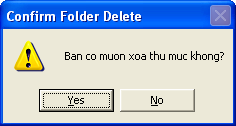 Confirm Folder Delete
Ban co muon xoa thu muc khong?
Yes
No